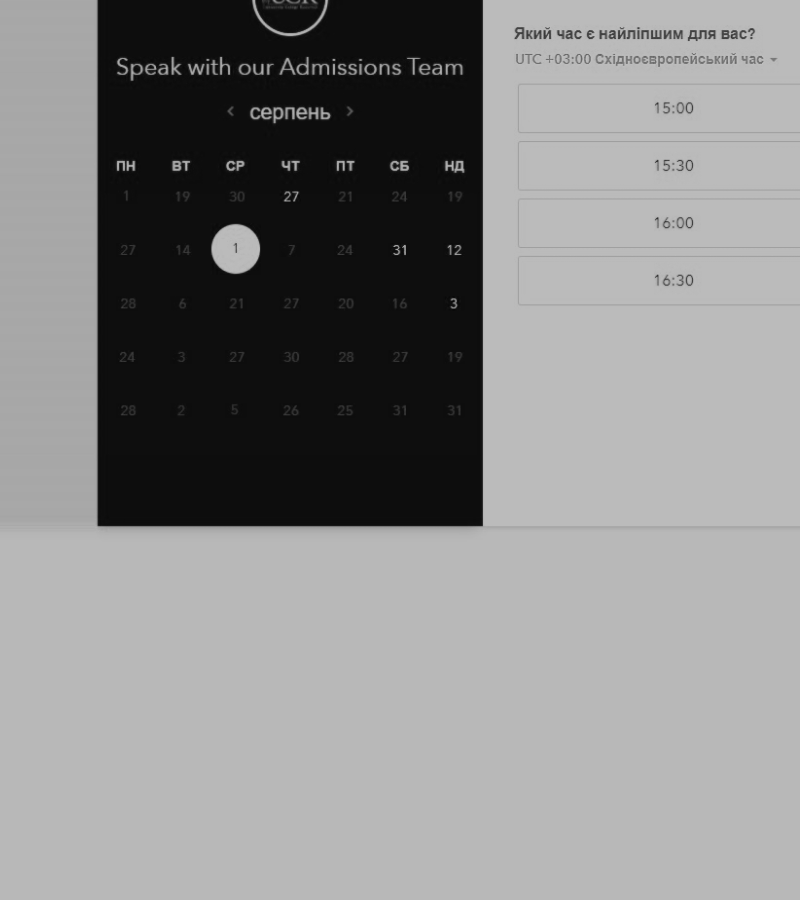 Speak with our Admissions Team
серпень
ПН ВТ СР ЧТ ПТ СБ НД
1 19 30 27 21 24 19
27 14 1 7 24 31 12
28 6 21 27 20 16 3
24 3 27 30 28 27 19
28 2 5 26 25 31 31
Який час є найліпшим для вас?
UTC +03:00 Східноєвропейський час
15:00
15:30
16:00
16:30